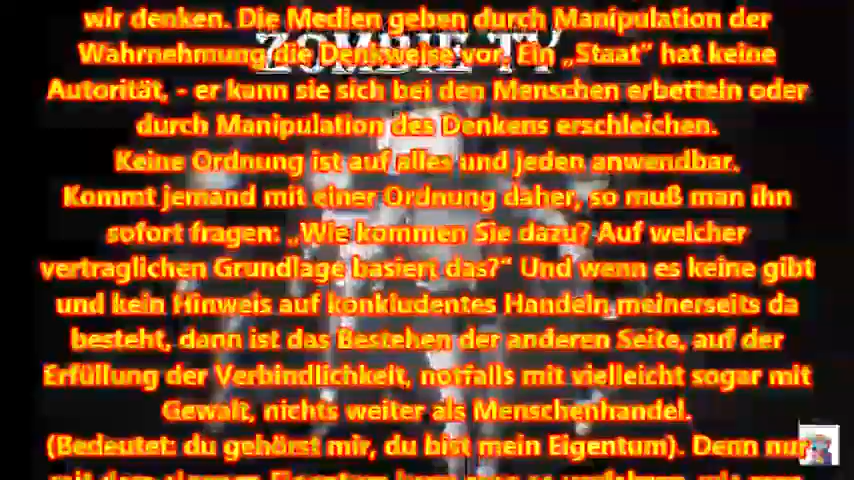 wir denken. Die Medien geben durch Manipulation der
ZOMBIE TV
Wahrnehmung die Denkweise vor. Ein „Staat“ hat keine
Autorität, - er kann sie sich bei den Menschen erbetteln oder
durch Manipulation des Denkens erschleichen.
Keine Ordnung ist auf alles und jeden anwendbar.
Kommt jemand mit einer Ordnung daher, so muß man ihn
sofort fragen: „Wie kommen Sie dazu? Auf welcher
vertraglichen Grundlage basiert das?“ Und wenn es keine gibt
und kein Hinweis auf konkludentes Handeln meinerseits da
besteht, dann ist das Bestehen der anderen Seite, auf der
Erfüllung der Verbindlichkeit, notfalls mit vielleicht sogar mit
Gewalt, nichts weiter als Menschenhandel.
(Bedeutet: du gehörst mir, du bist mein Eigentum). Denn nur